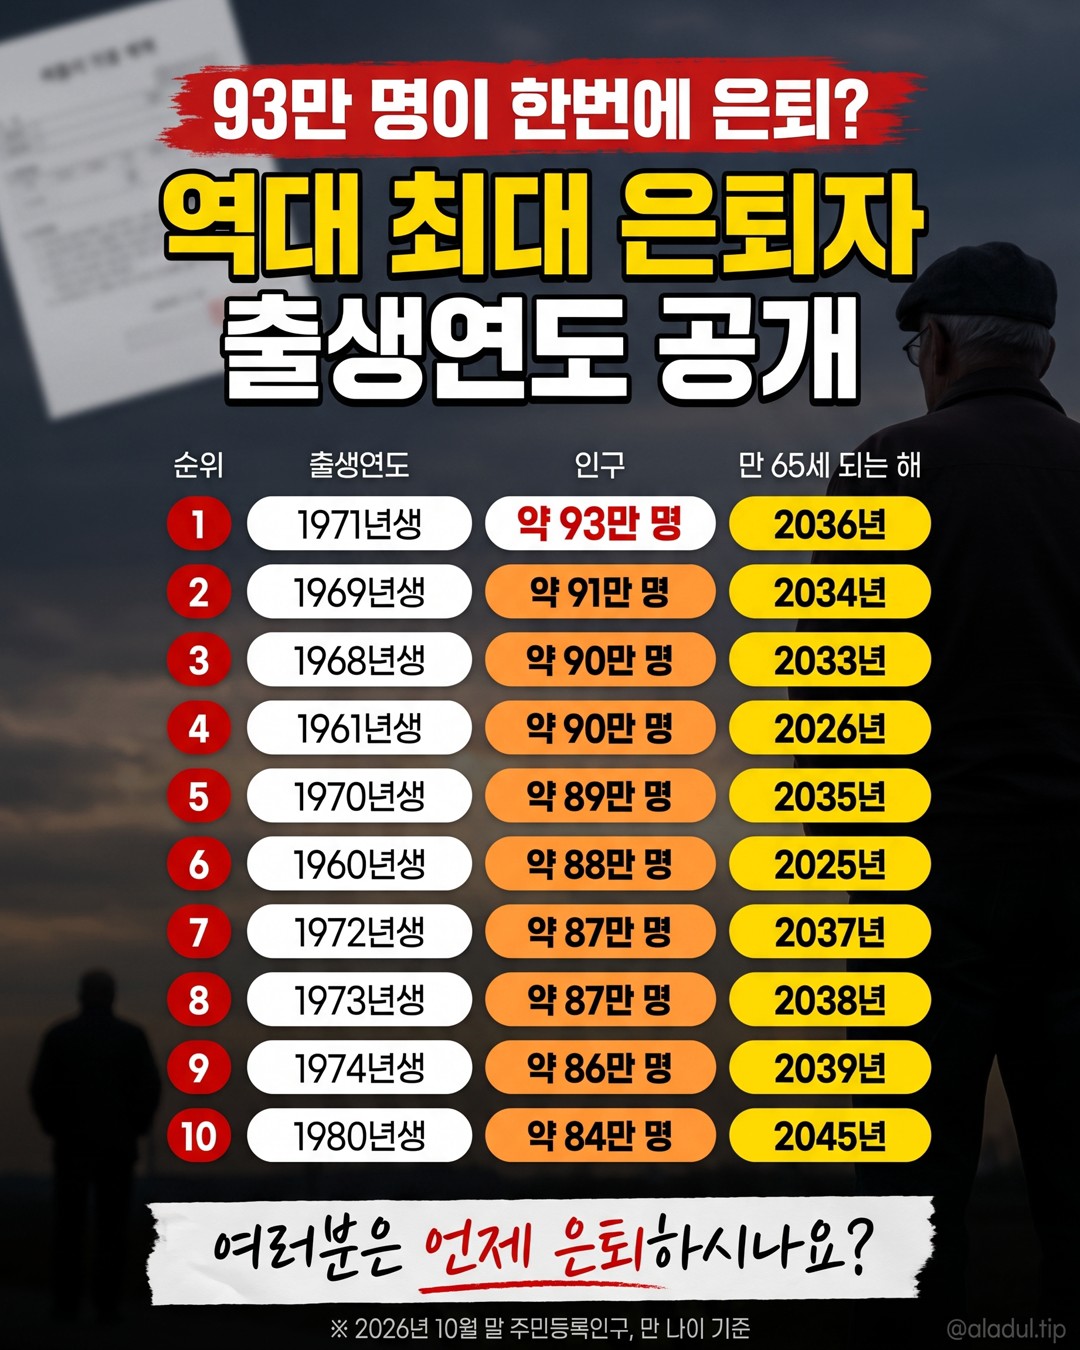 93만 명이 한번에 은퇴?
역대 최대 은퇴자
출생연도 공개
순위 출생연도 인구 만 65세 되는 해
1 1971년생 약 93만 명 2036년
2 1969년생 약 91만 명 2034년
3 1968년생 약 90만 명 2033년
4 1961년생 약 90만 명 2026년
5 1970년생 약 89만 명 2035년
6 1960년생 약 88만 명 2025년
7 1972년생 약 87만 명 2037년
8 1973년생 약 87만 명 2038년
9 1974년생 약 86만 명 2039년
10 1980년생 약 84만 명 2045년
여러분은 언제 은퇴하시나요?
※ 2026년 10월 말 주민등록인구, 만 나이 기준
@aladul.tip